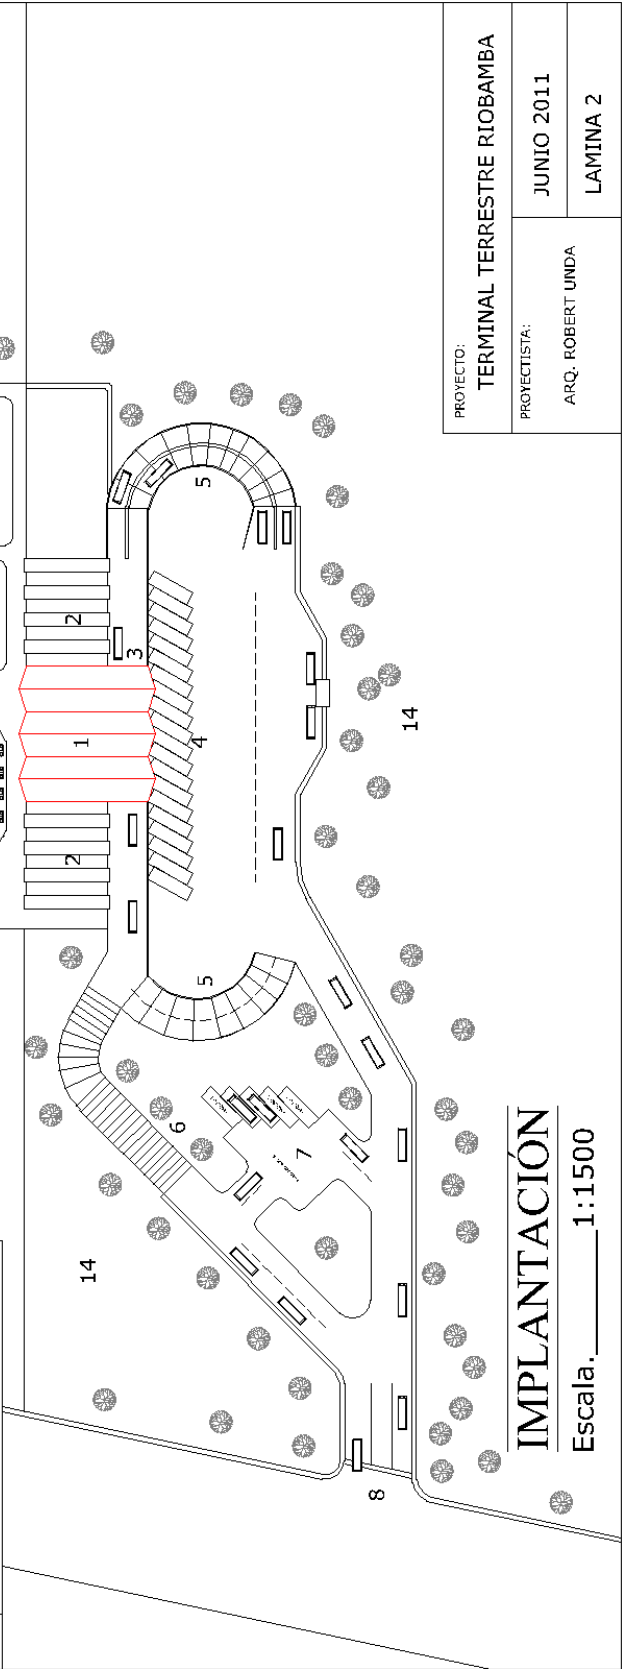 PROYECTO:
TERMINAL TERRESTRE RIOBAMBA
PROYECTISTA:
ARQ. ROBERT UNDA
JUNIO 2011
LAMINA 2
IMPLANTACIÓN
Escala.________1:1500
14
8
6
7
5
2
1
2
3
4
5
14